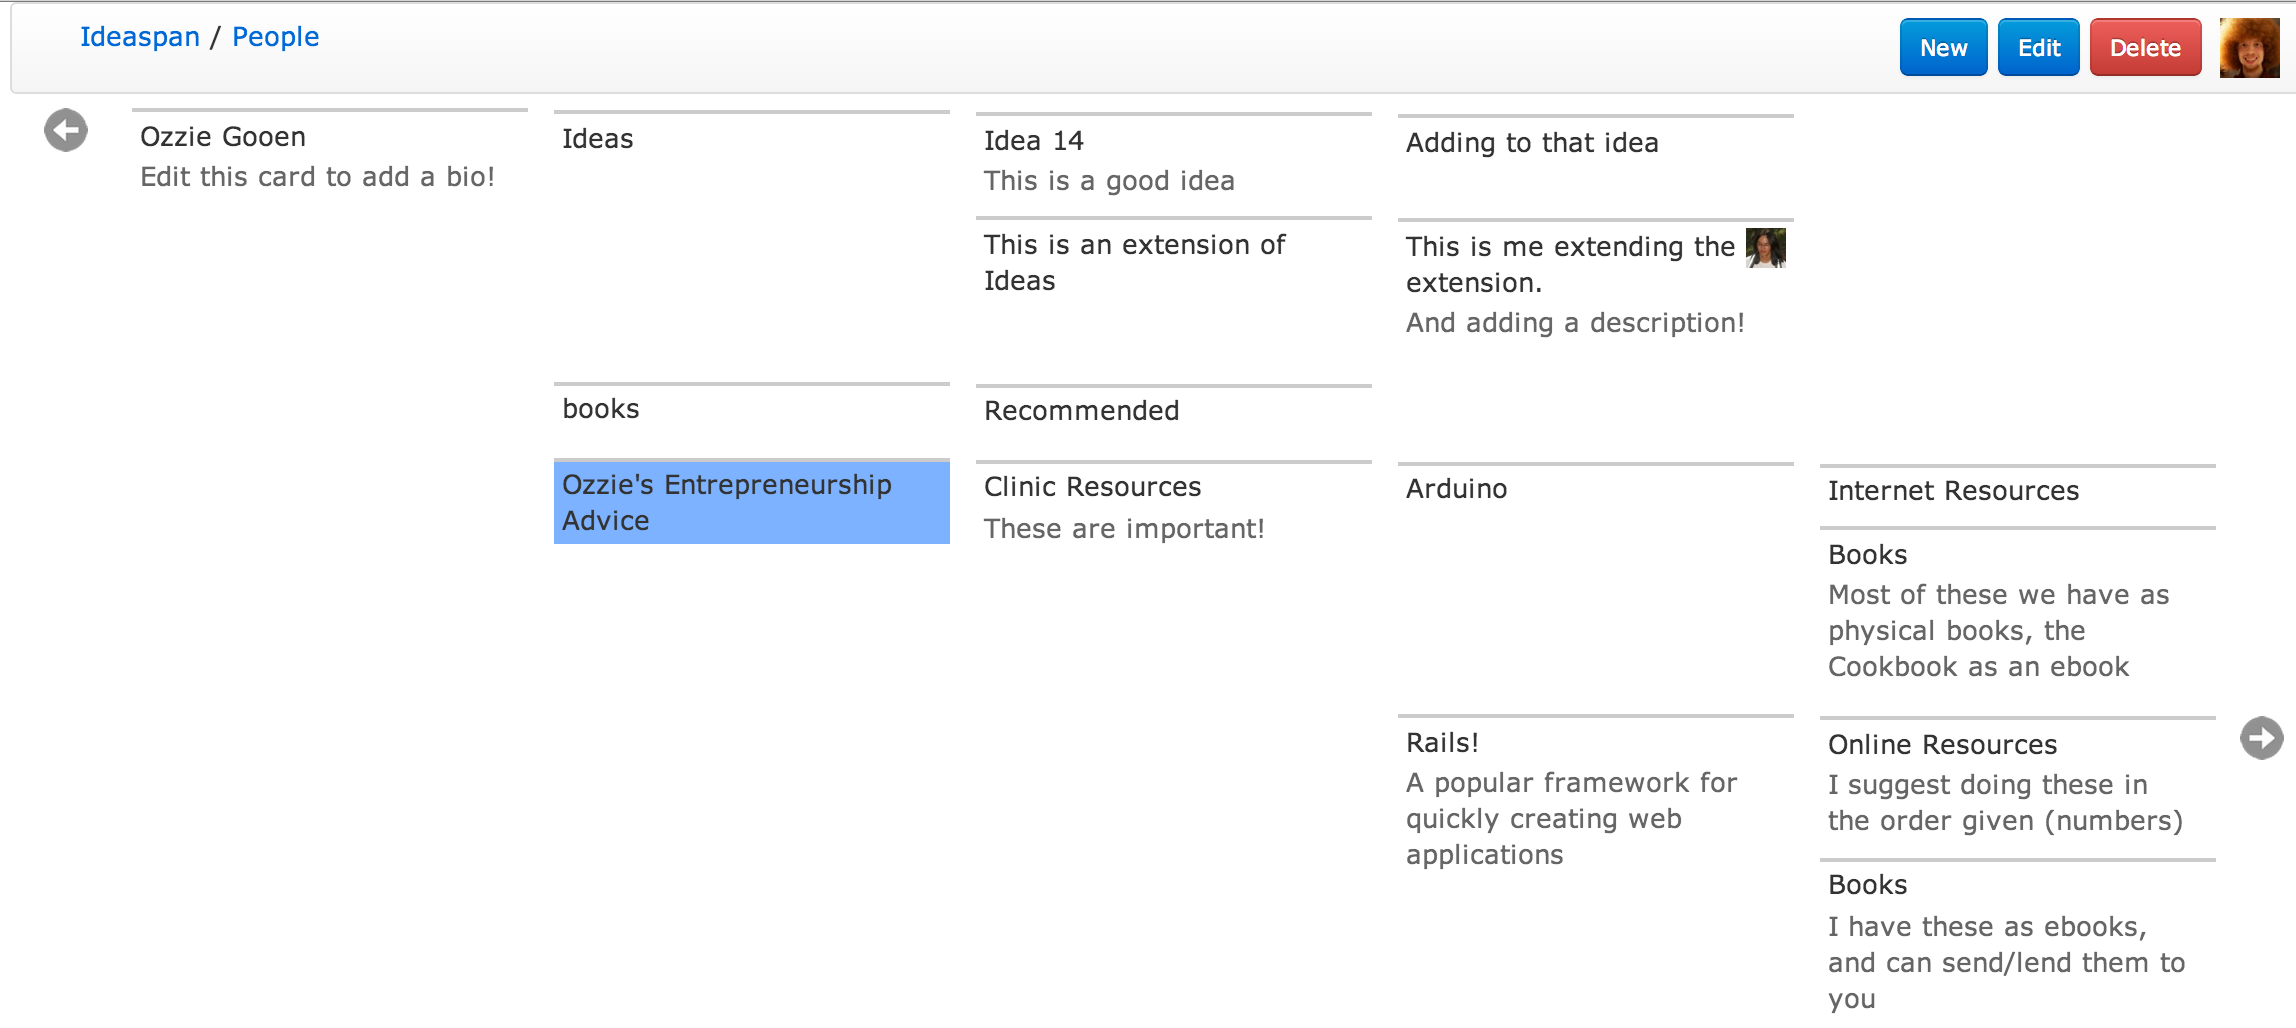 Ideaspan / People
New Edit Delete
Ozzie Gooen
Edit this card to add a bio!
Ideas
Idea 14
This is a good idea
Adding to that idea
This is an extension of
Ideas
This is me extending the
extension.
And adding a description!
books
Recommended
Ozzie's Entrepreneurship
Advice
Clinic Resources
These are important!
Arduino
Internet Resources
Books
Most of these we have as
physical books, the
Cookbook as an ebook
Rails!
A popular framework for
quickly creating web
applications
Online Resources
I suggest doing these in
the order given (numbers)
Books
I have these as ebooks,
and can send/lend them to
you